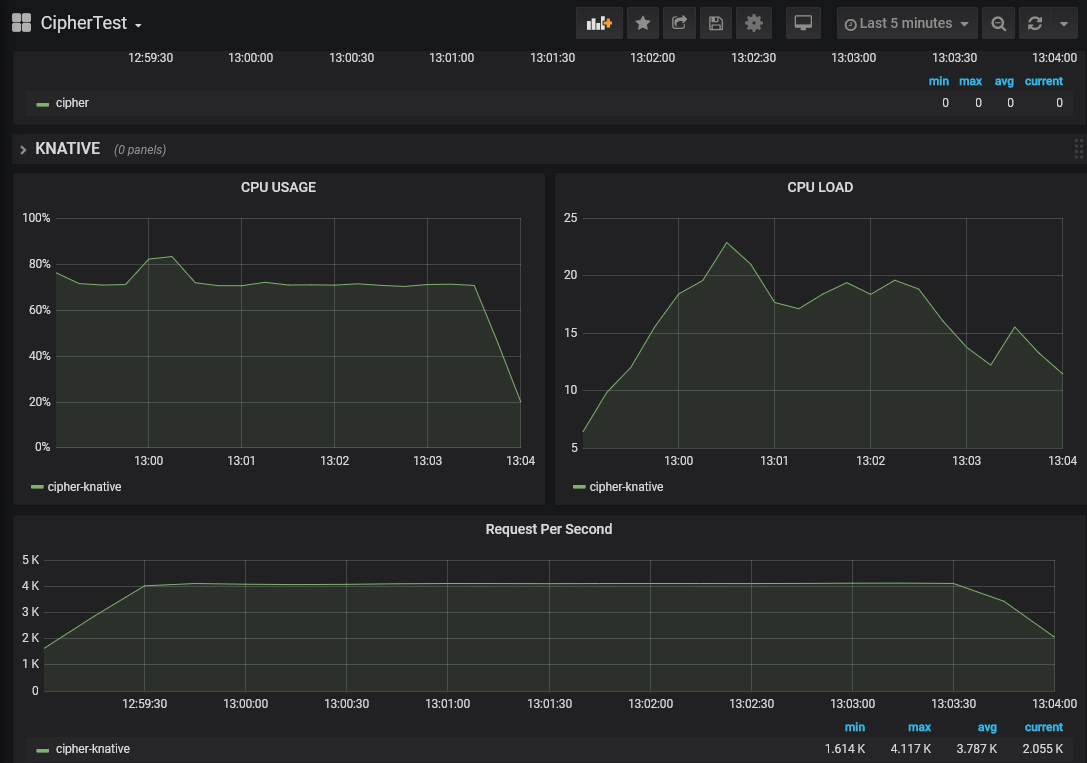 CipherTest
Last 5 minutes
12:59:30 13:00:00 13:00:30 13:01:00 13:01:30 13:02:00 13:02:30 13:03:00 13:03:30 13:04:00
min max avg current
cipher 0 0 0 0
KNATIVE (0 panels)
CPU USAGE
100%
80%
60%
40%
20%
0%
13:00 13:01 13:02 13:03 13:04
cipher-knative
CPU LOAD
25
20
15
10
5
13:00 13:01 13:02 13:03 13:04
cipher-knative
Request Per Second
5 K
4 K
3 K
2 K
1 K
0
12:59:30 13:00:00 13:00:30 13:01:00 13:01:30 13:02:00 13:02:30 13:03:00 13:03:30 13:04:00
min max avg current
cipher-knative 1.614 K 4.117 K 3.787 K 2.055 K